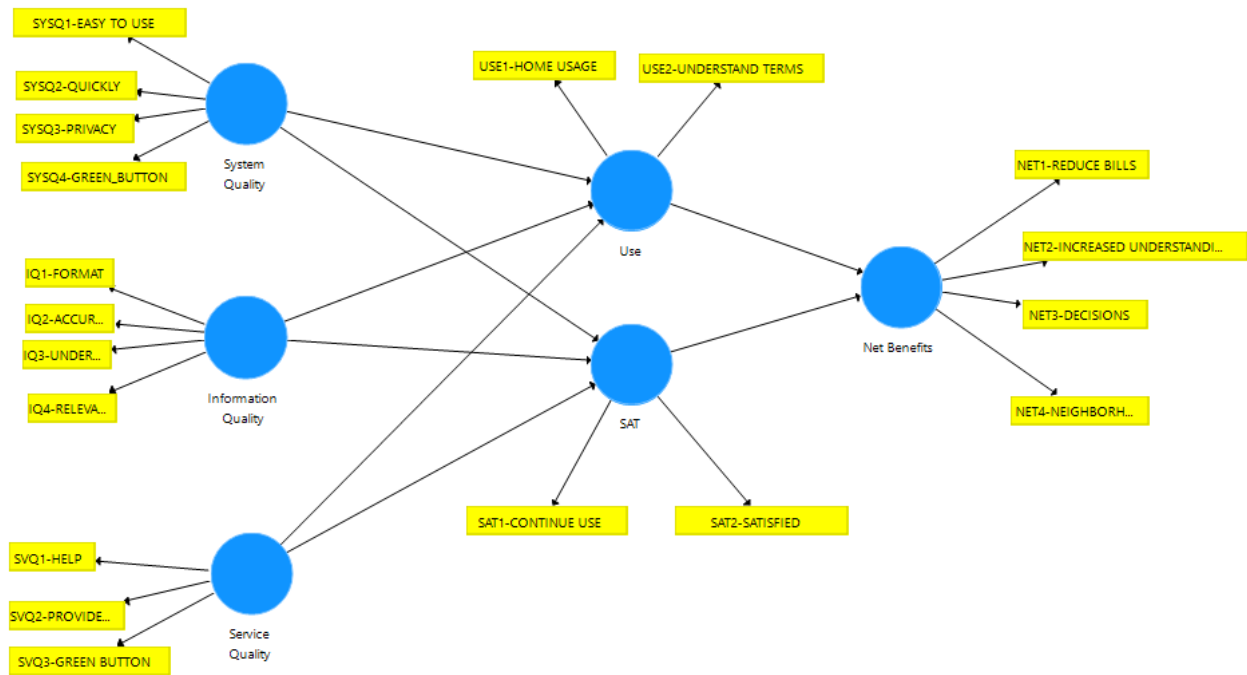 SYSQ1-EASY TO USE
SYSQ2-QUICKLY
SYSQ3-PRIVACY
SYSQ4-GREEN_BUTTON
System
Quality
IQ1-FORMAT
IQ2-ACCUR...
IQ3-UNDER...
IQ4-RELEVA...
Information
Quality
SVQ1-HELP
SVQ2-PROVIDE...
SVQ3-GREEN BUTTON
Service
Quality
USE1-HOME USAGE
USE2-UNDERSTAND TERMS
Use
SAT
SAT1-CONTINUE USE
SAT2-SATISFIED
Net Benefits
NET1-REDUCE BILLS
NET2-INCREASED UNDERSTANDI...
NET3-DECISIONS
NET4-NEIGHBORH...